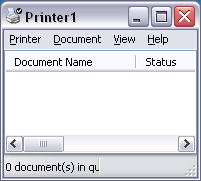 Printer1
Printer Document View Help
Document Name Status
0 document(s) in qu